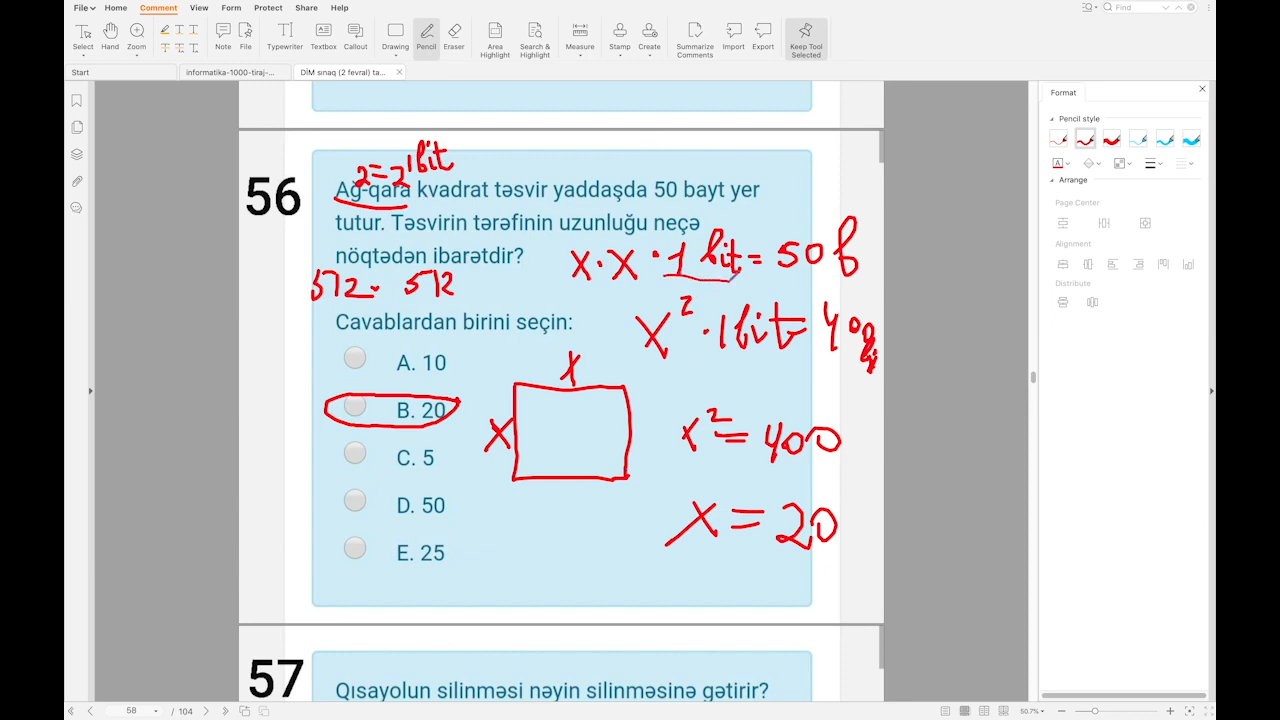 File Home Comment View Form Protect Share Help Find
Select Hand Zoom Note File Typewriter Textbox Callout Drawing Pencil Eraser Area Highlight Search & Highlight Measure Stamp Create Summarize Comments Import Export Keep Tool Selected
Start informatika-1000-tiraj-... DİM sınaq (2 fevral) ta...
Format
Pencil style
Arrange
Page Center
Alignment
Distribute
2=2 1bit
56
Ağ-qara kvadrat təsvir yaddaşda 50 bayt yer
tutur. Təsvirin tərəfinin uzunluğu neçə
nöqtədən ibarətdir?
x·x·1 bit=50b
512· 512
Cavablardan birini seçin:
x²·1bit=400
A. 10
x
B. 20
x
x²=400
C. 5
D. 50
x=20
E. 25
57
Qısayolun silinməsi nəyin silinməsinə gətirir?
58 / 104
50.7%